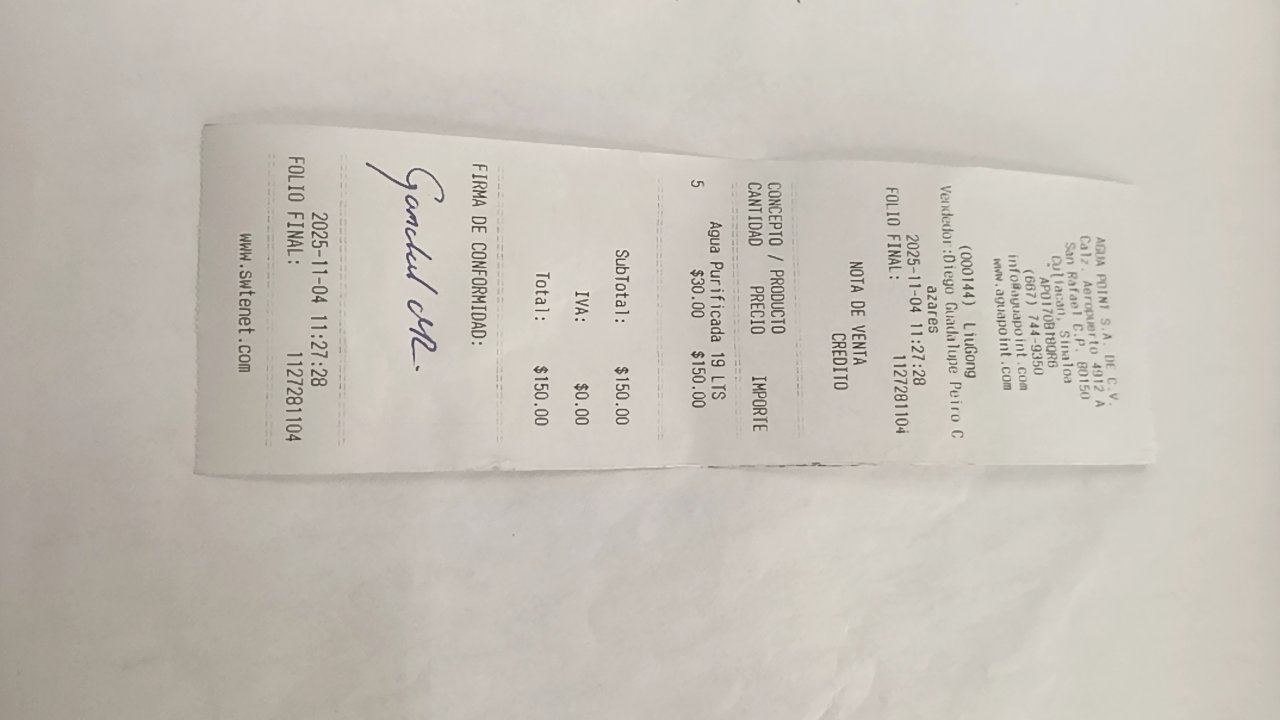 AGUA POINT S.A. DE C.V.
Calz. Aeropuerto 4912 A
San Rafael C.P. 80150
Culiacan, Sinaloa
(667) 744-9350
info@aguapoint.com
www.aguapoint.com
(000144) LiuGong
Vendedor:Diego Guadalupe Peiro C
azares
2025-11-04 11:27:28
FOLIO FINAL: 1127281104
NOTA DE VENTA
CREDITO
CONCEPTO / PRODUCTO
CANTIDAD PRECIO IMPORTE
Agua Purificada 19 LTS
5 $30.00 $150.00
SubTotal: $150.00
IVA: $0.00
Total: $150.00
FIRMA DE CONFORMIDAD:
2025-11-04 11:27:28
FOLIO FINAL: 1127281104
www.swtenet.com